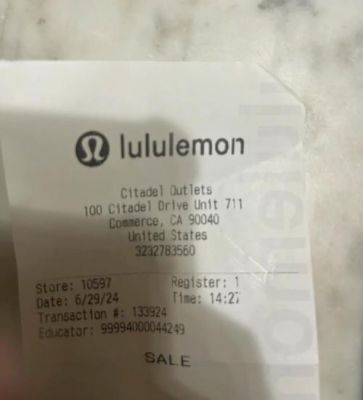 lululemon
Citadel Outlets
100 Citadel Drive Unit 711
Commerce, CA 90040
United States
3232783560
Store: 10597 Register: 1
Date: 6/29/24 Time: 14:27
Transaction #: 133924
Educator: 99994000044249
SALE